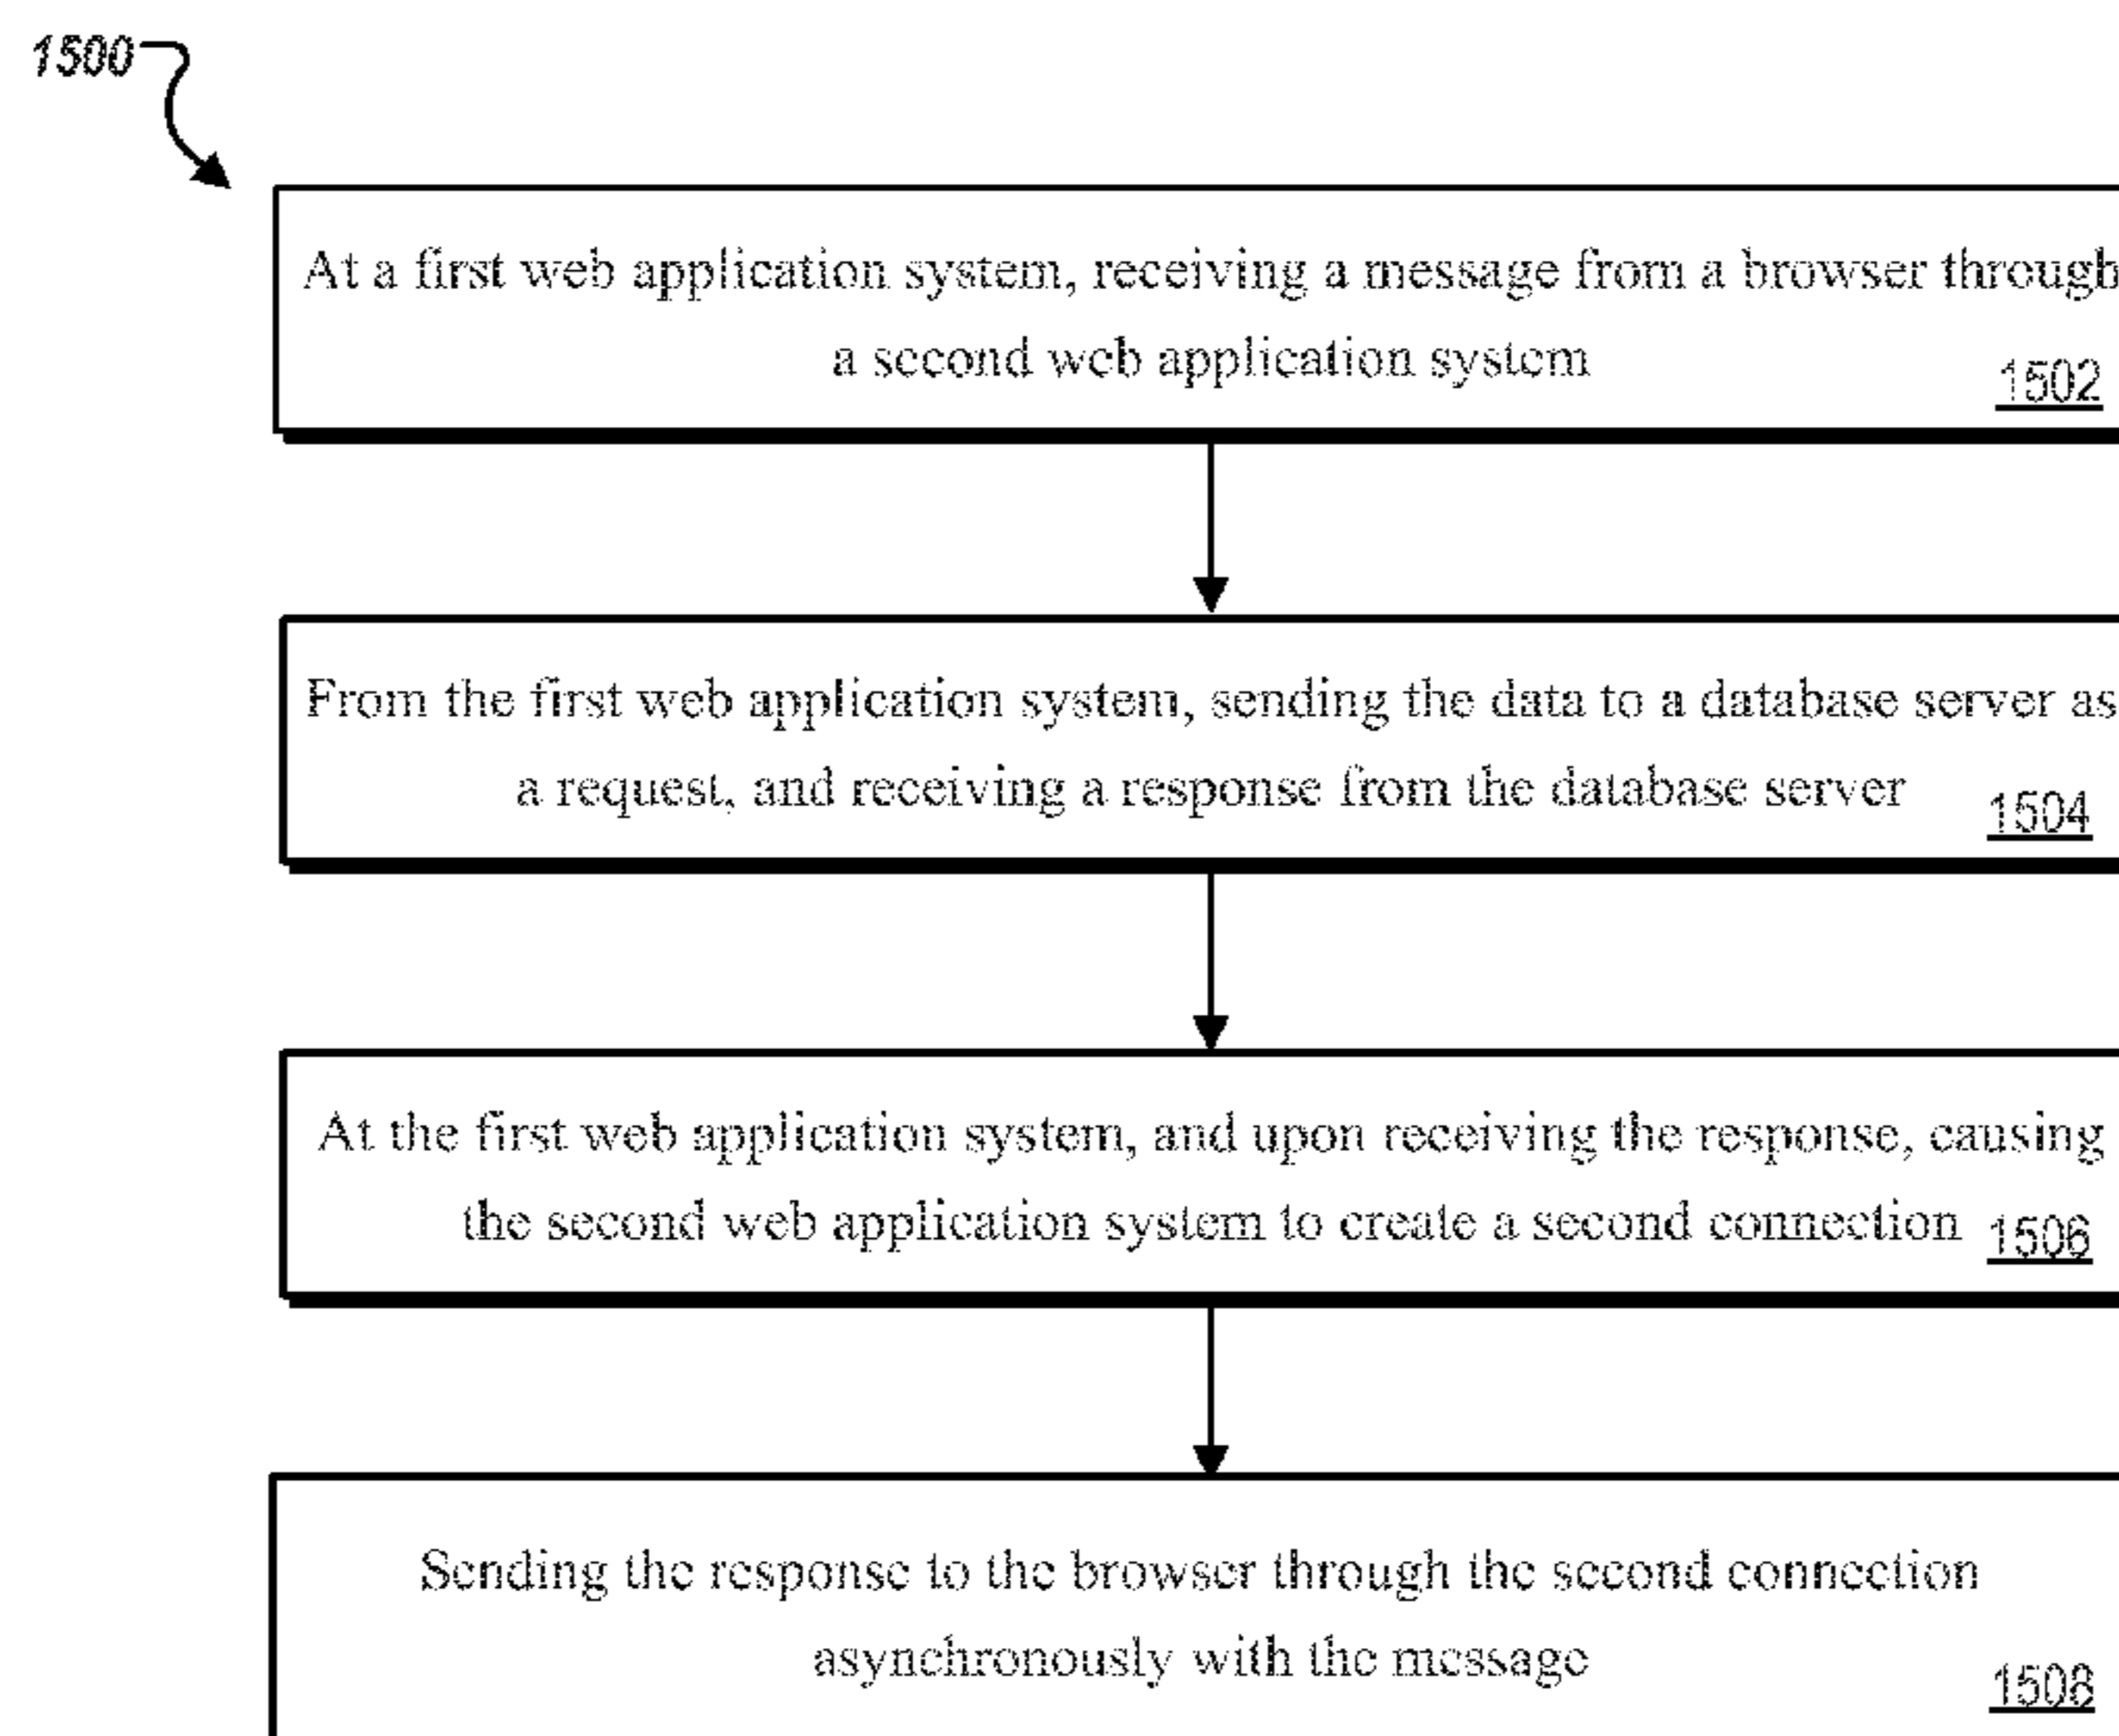 1500
At a first web application system, receiving a message from a browser through
a second web application system
1502
From the first web application system, sending the data to a database server as
a request, and receiving a response from the database server
1504
At the first web application system, and upon receiving the response, causing
the second web application system to create a second connection
1506
Sending the response to the browser through the second connection
asynchronously with the message
1508